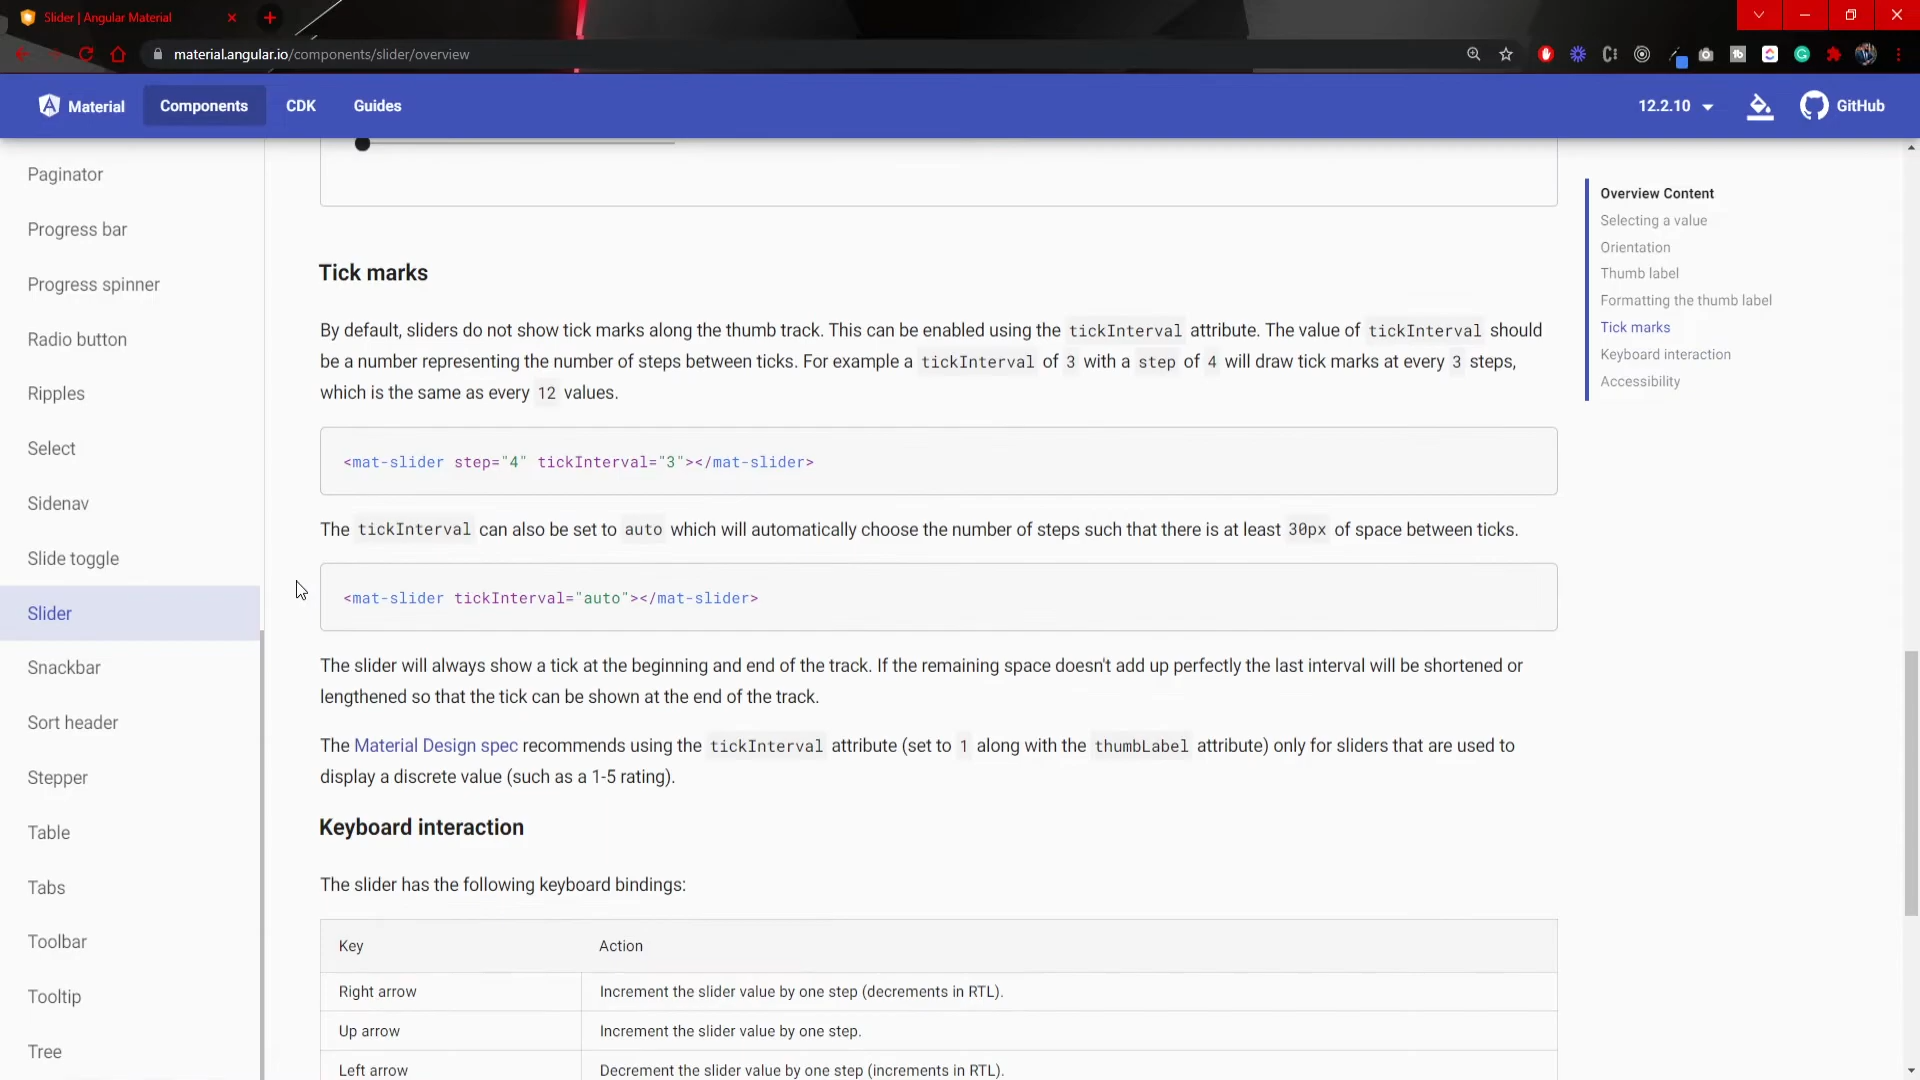 Slider | Angular Material
material.angular.io/components/slider/overview
Material
Components
CDK
Guides
12.2.10
GitHub
Paginator
Progress bar
Progress spinner
Radio button
Ripples
Select
Sidenav
Slide toggle
Slider
Snackbar
Sort header
Stepper
Table
Tabs
Toolbar
Tooltip
Tree
Tick marks
By default, sliders do not show tick marks along the thumb track. This can be enabled using the tickInterval attribute. The value of tickInterval should
be a number representing the number of steps between ticks. For example a tickInterval of 3 with a step of 4 will draw tick marks at every 3 steps,
which is the same as every 12 values.
<mat-slider step="4" tickInterval="3"></mat-slider>
The tickInterval can also be set to auto which will automatically choose the number of steps such that there is at least 30px of space between ticks.
<mat-slider tickInterval="auto"></mat-slider>
The slider will always show a tick at the beginning and end of the track. If the remaining space doesn't add up perfectly the last interval will be shortened or
lengthened so that the tick can be shown at the end of the track.
The Material Design spec recommends using the tickInterval attribute (set to 1 along with the thumbLabel attribute) only for sliders that are used to
display a discrete value (such as a 1-5 rating).
Keyboard interaction
The slider has the following keyboard bindings:
Key Action
Right arrow Increment the slider value by one step (decrements in RTL).
Up arrow Increment the slider value by one step.
Left arrow Decrement the slider value by one step (increments in RTL).
Overview Content
Selecting a value
Orientation
Thumb label
Formatting the thumb label
Tick marks
Keyboard interaction
Accessibility